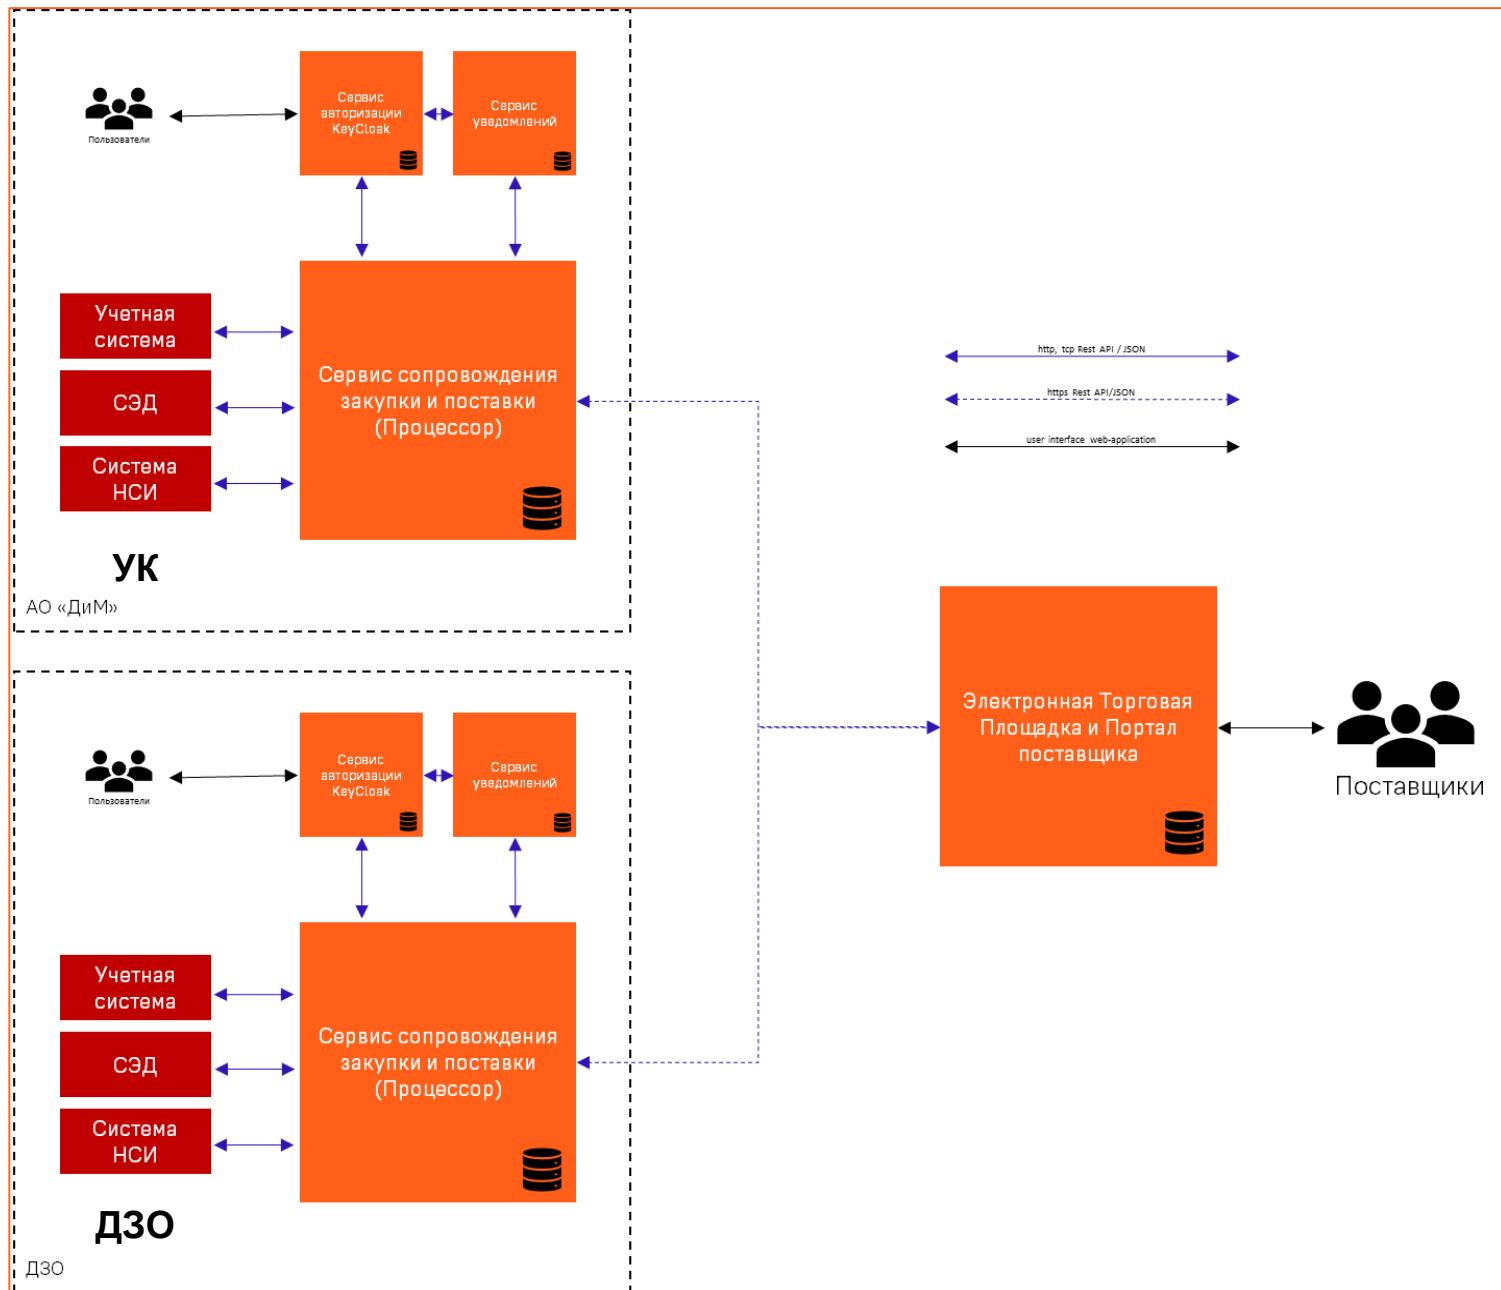 Сервис
авторизации
KeyCloak
Сервис
уведомлений
Пользователи
Учетная
система
СЭД
Система
НСИ
Сервис сопровождения
закупки и поставки
(Процессор)
УК
АО «ДиМ»
http, tcp Rest API / JSON
https Rest API/JSON
user interface web-application
Электронная Торговая
Площадка и Портал
поставщика
Поставщики
Сервис
авторизации
KeyCloak
Сервис
уведомлений
Пользователи
Учетная
система
СЭД
Система
НСИ
Сервис сопровождения
закупки и поставки
(Процессор)
ДЗО
ДЗО